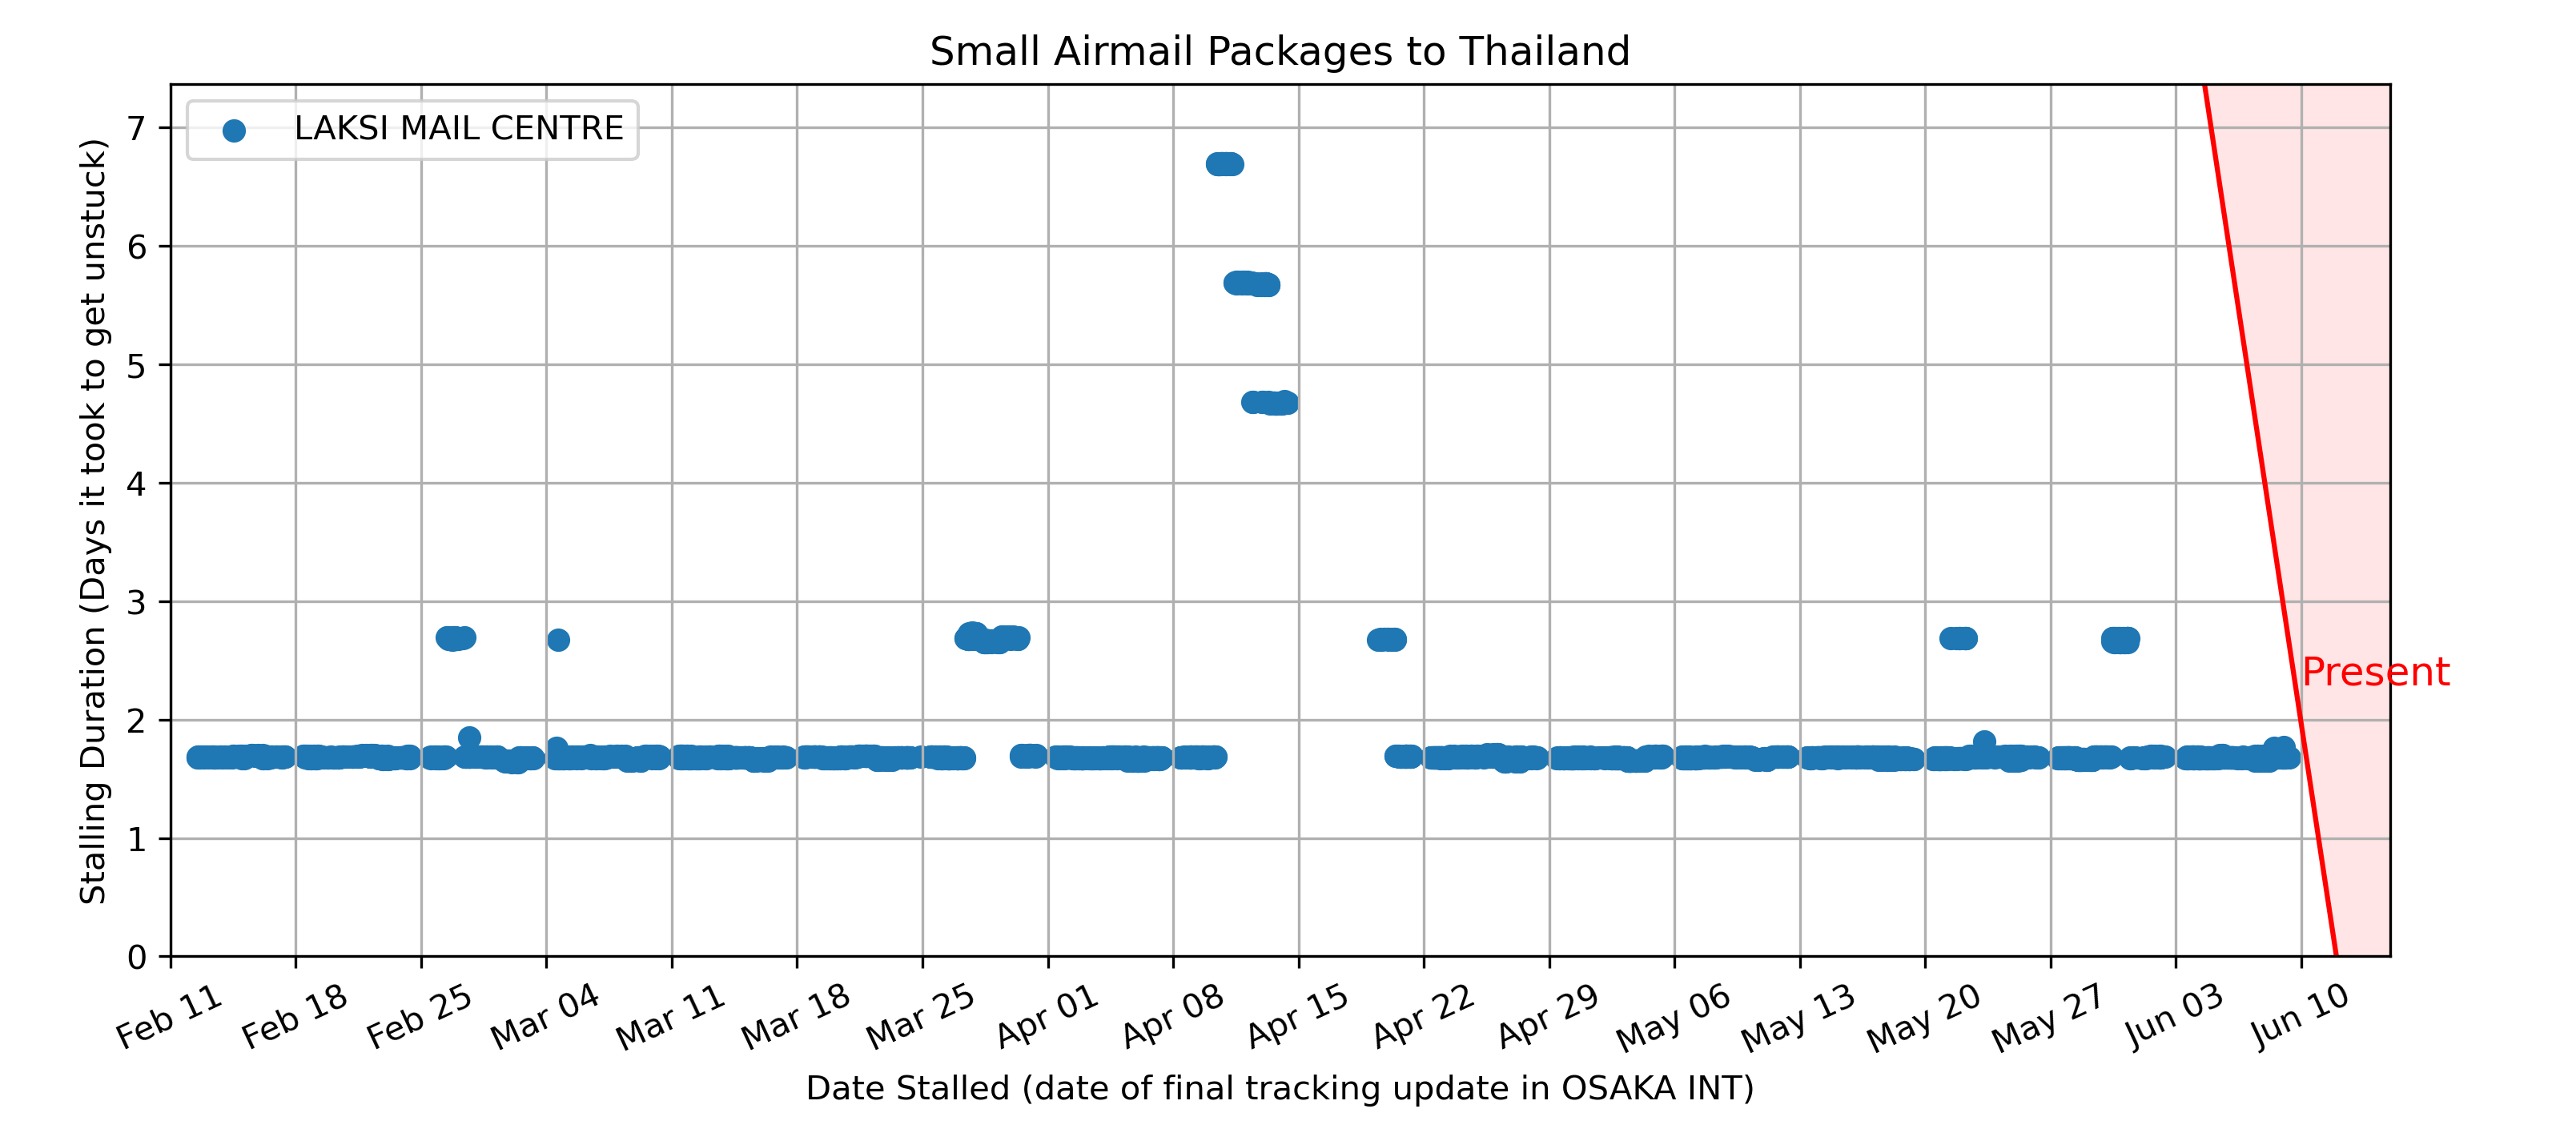 Small Airmail Packages to Thailand
LAKSI MAIL CENTRE
Stalling Duration (Days it took to get unstuck)
7
6
5
4
3
2
1
0
Present
Feb 11
Feb 18
Feb 25
Mar 04
Mar 11
Mar 18
Mar 25
Apr 01
Apr 08
Apr 15
Apr 22
Apr 29
May 06
May 13
May 20
May 27
Jun 03
Jun 10
Date Stalled (date of final tracking update in OSAKA INT)